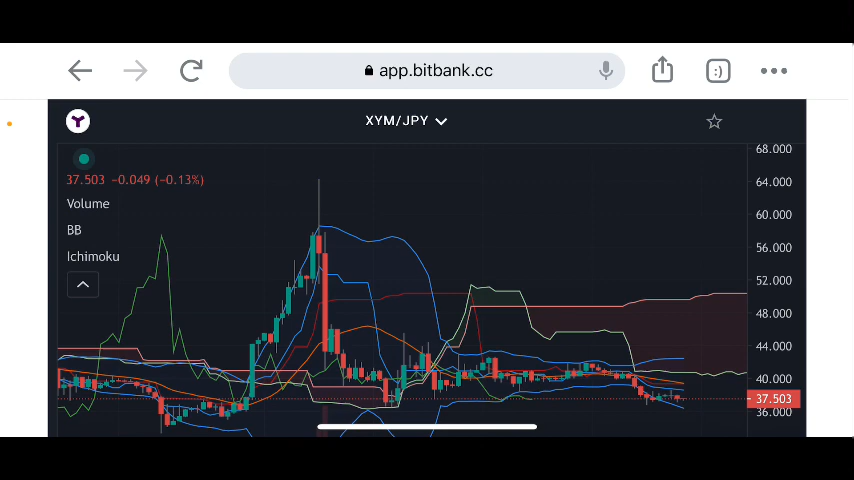 app.bitbank.cc
:)
XYM/JPY
37.503 −0.049 (−0.13%)
Volume
BB
Ichimoku
68.000
64.000
60.000
56.000
52.000
48.000
44.000
40.000
37.503
36.000